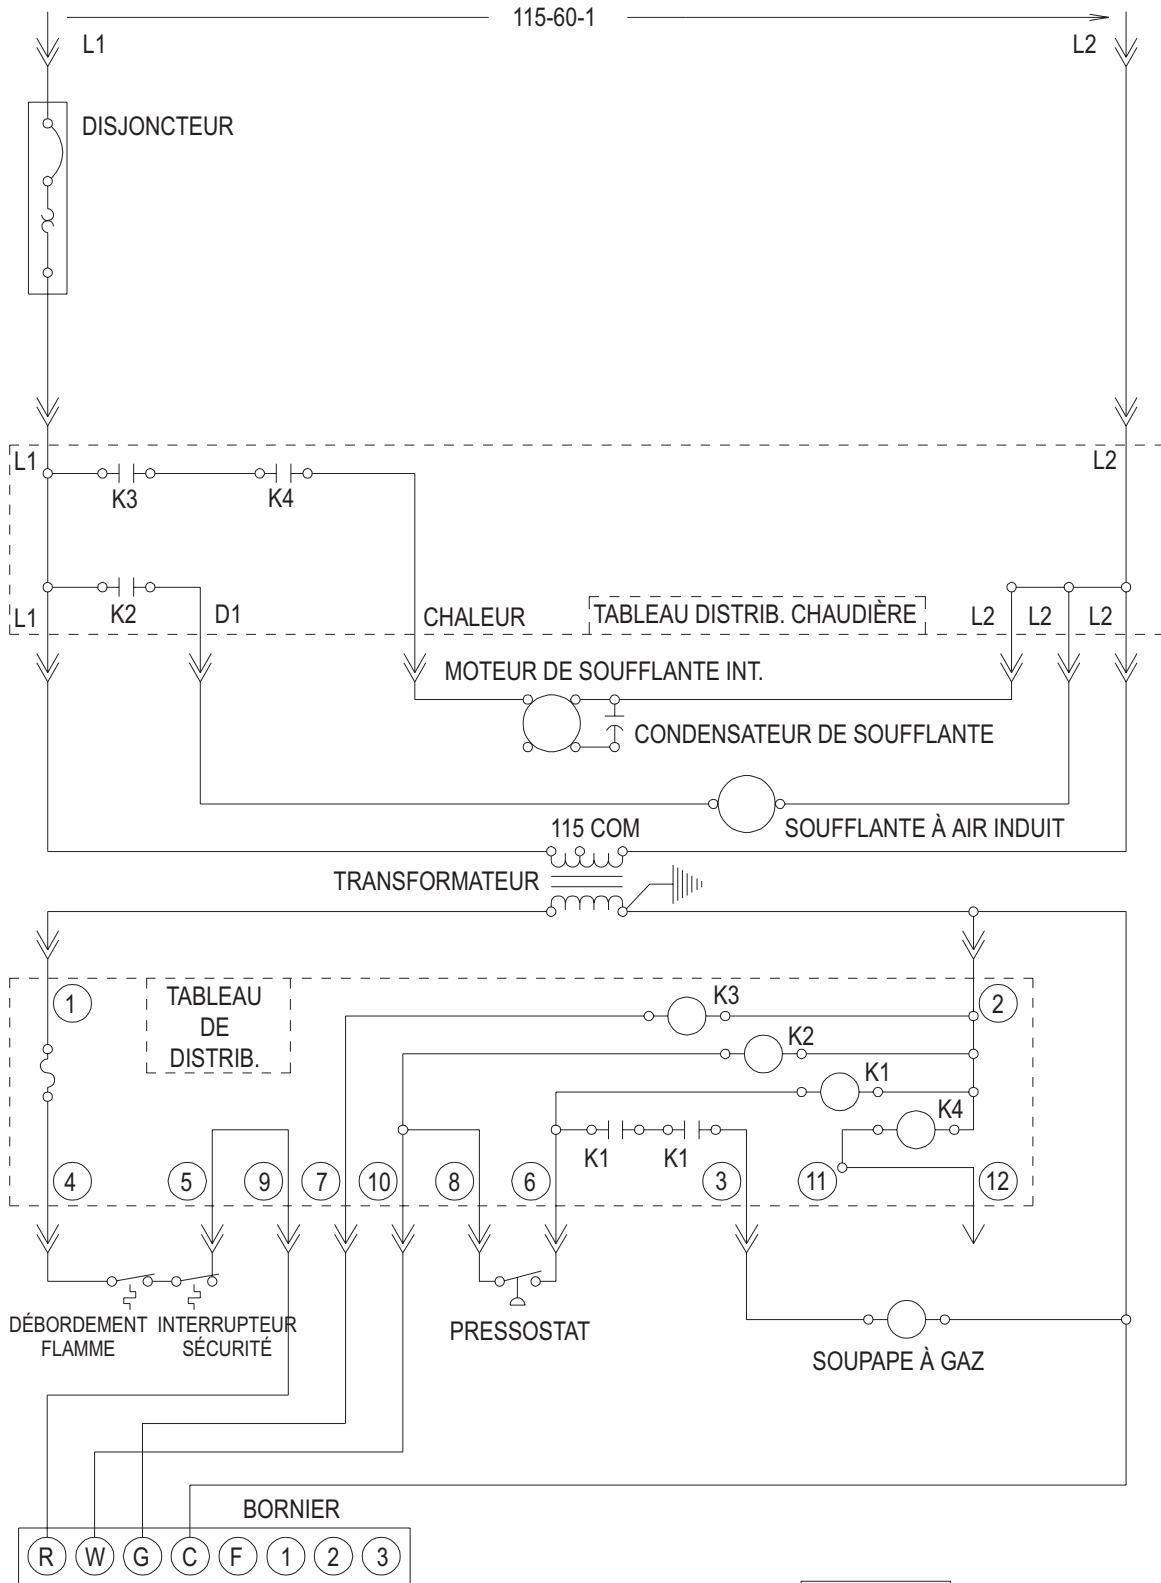 115-60-1
L1
L2
DISJONCTEUR
L1
L2
K3
K4
K2
L1
D1
CHALEUR
TABLEAU DISTRIB. CHAUDIÈRE
L2
L2
L2
MOTEUR DE SOUFFLANTE INT.
CONDENSATEUR DE SOUFFLANTE
115 COM
SOUFFLANTE À AIR INDUIT
TRANSFORMATEUR
1
TABLEAU
DE
DISTRIB.
K3
2
K2
K1
K4
K1
K1
4
5
9
7
10
8
6
3
11
12
DÉBORDEMENT
FLAMME
INTERRUPTEUR
SÉCURITÉ
PRESSOSTAT
SOUPAPE À GAZ
BORNIER
R
W
G
C
F
1
2
3